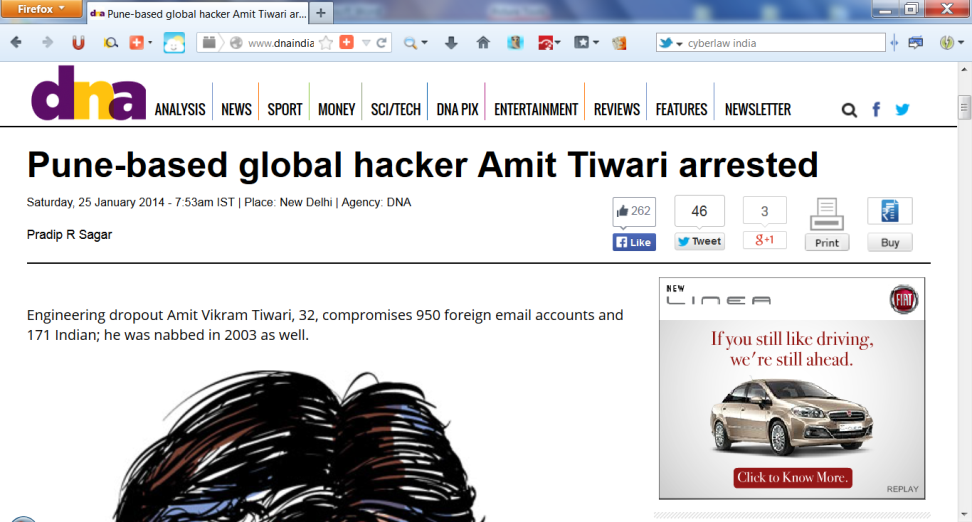 Firefox
dna Pune-based global hacker Amit Tiwari ar...
www.dnaindia
cyberlaw india
dna
ANALYSIS NEWS SPORT MONEY SCI/TECH DNA PIX ENTERTAINMENT REVIEWS FEATURES NEWSLETTER
Pune-based global hacker Amit Tiwari arrested
Saturday, 25 January 2014 - 7:53am IST | Place: New Delhi | Agency: DNA
Pradip R Sagar
262 46 3
Like Tweet g+1 Print Buy
Engineering dropout Amit Vikram Tiwari, 32, compromises 950 foreign email accounts and
171 Indian; he was nabbed in 2003 as well.
NEW
LINEA
FIAT
If you still like driving,
we're still ahead.
Click to Know More.
REPLAY